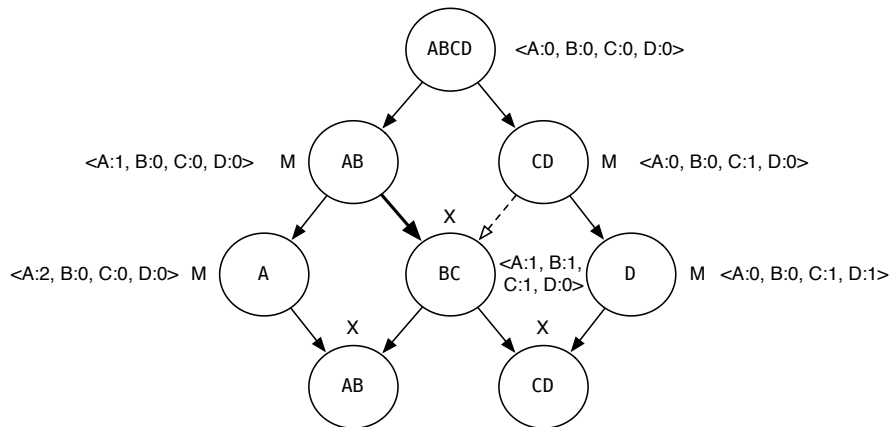 ABCD <A:0, B:0, C:0, D:0>
<A:1, B:0, C:0, D:0> M AB CD M <A:0, B:0, C:1, D:0>
X
<A:2, B:0, C:0, D:0> M A BC <A:1, B:1, D M <A:0, B:0, C:1, D:1>
C:1, D:0>
X X
AB CD